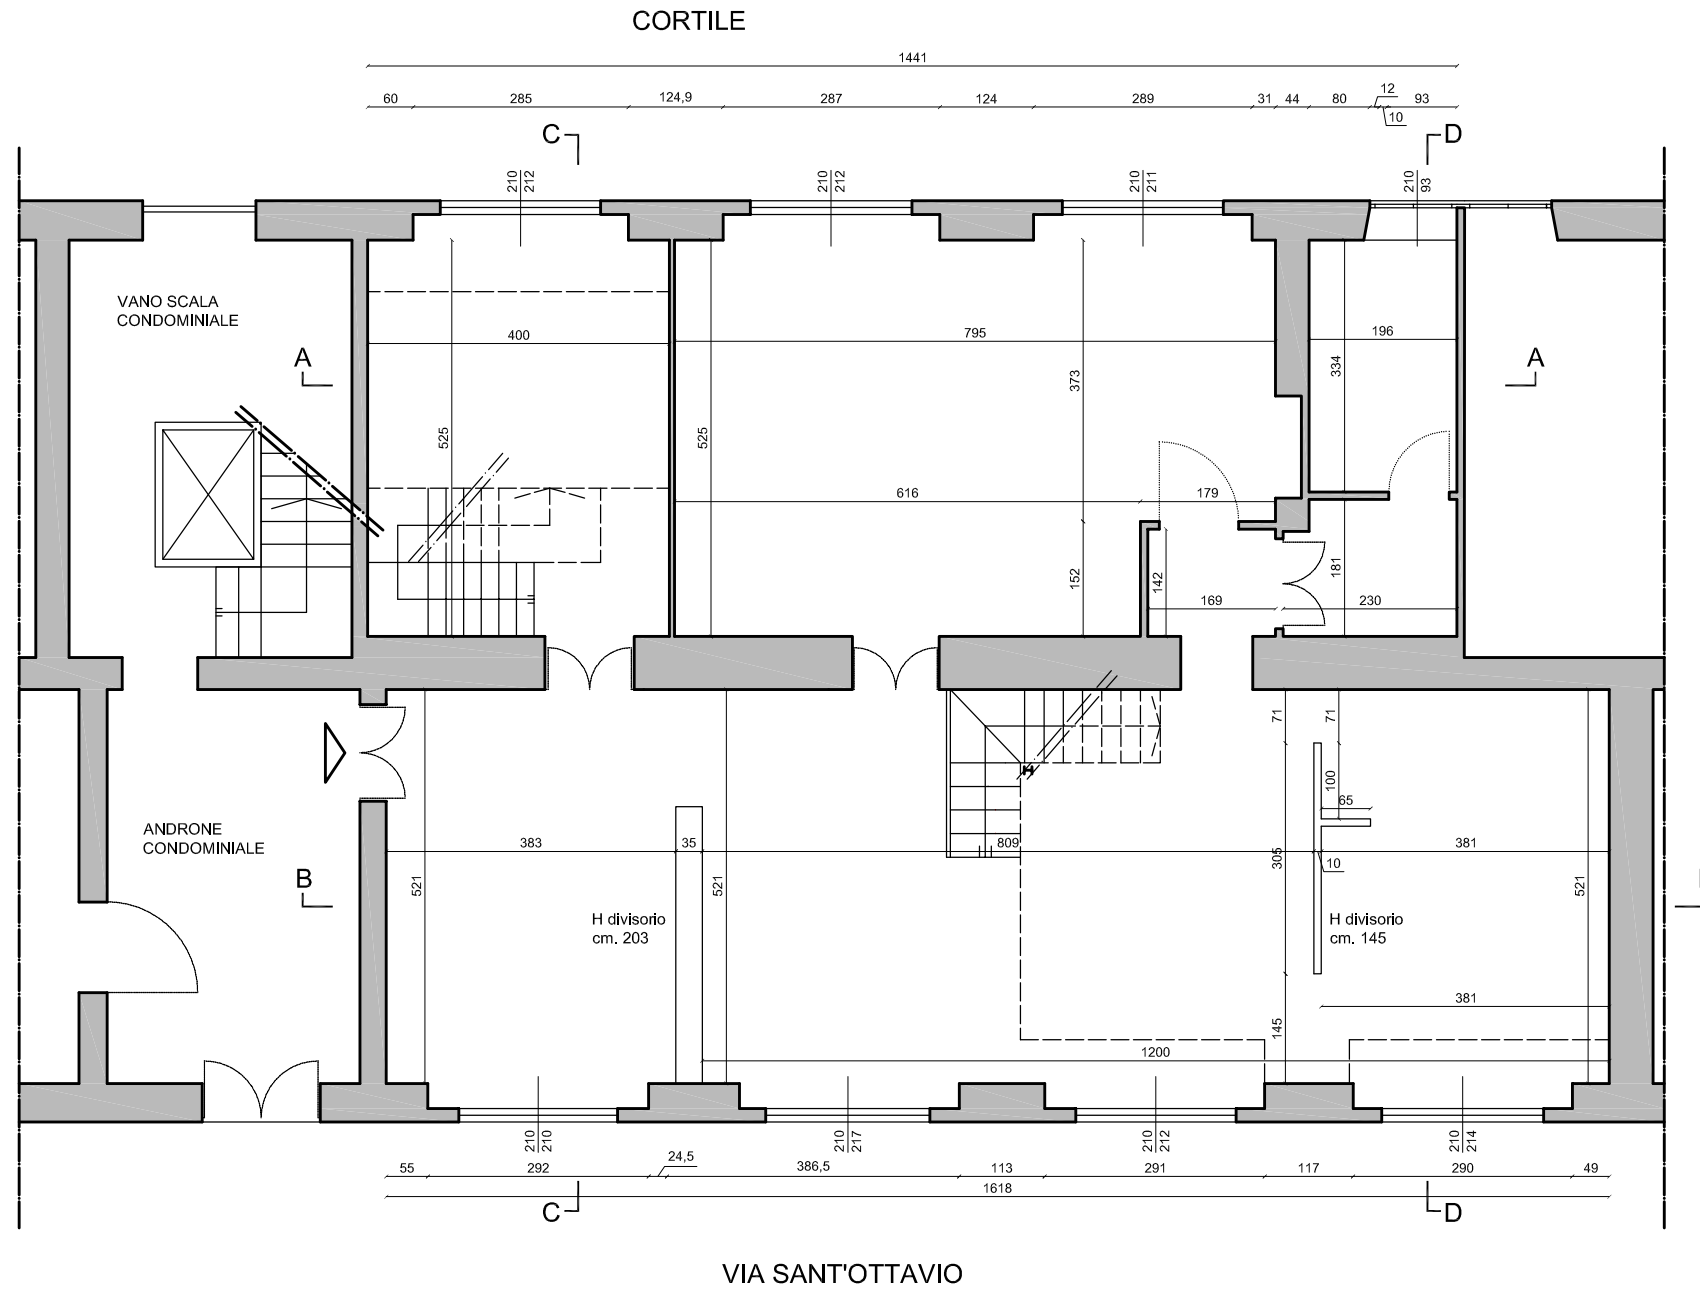 CORTILE
1441
60 285 124,9 287 124 289 31 44 80 12 93
10
C D
210 212 210 212 210 211 210 93
VANO SCALA
CONDOMINIALE
A A
400 795 196
373 334
525 525
616 179
152 142 181
169 230
71 71
100
65
ANDRONE
CONDOMINIALE
383 35 809 305 381
10
B
521 521 521
H divisorio
cm. 203
H divisorio
cm. 145
381
145
1200
210 210 210 217 210 212 210 214
55 292 24,5 386,5 113 291 117 290 49
1618
C D
VIA SANT'OTTAVIO